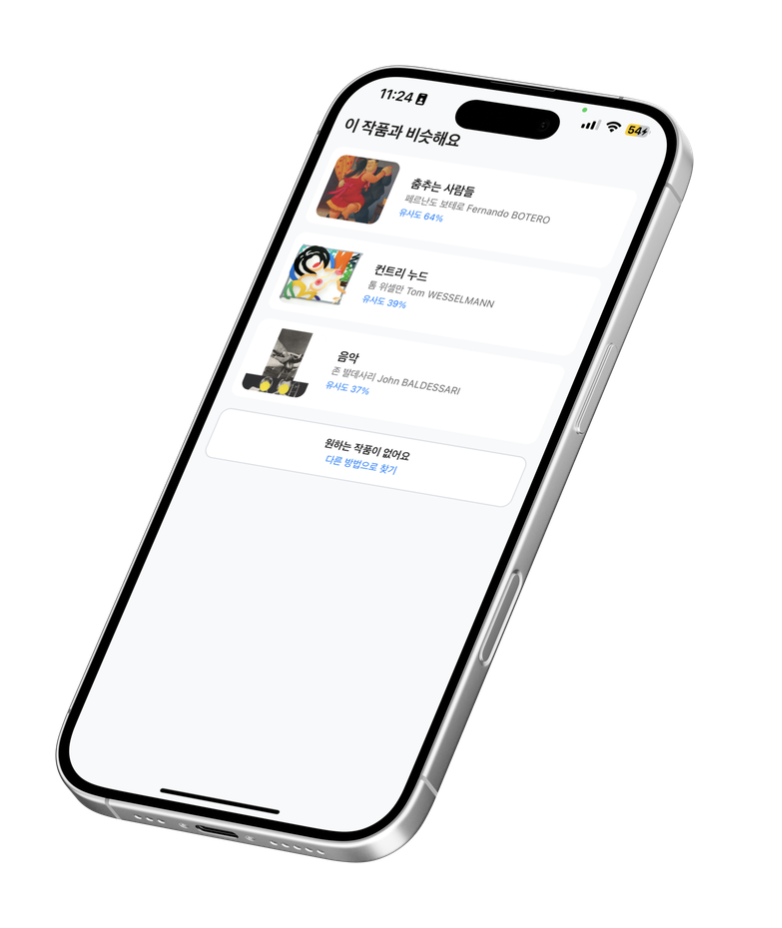 11:24
54
이 작품과 비슷해요
춤추는 사람들
페르난도 보테로 Fernando BOTERO
유사도 64%
컨트리 누드
톰 위셀만 Tom WESSELMANN
유사도 39%
음악
존 발데사리 John BALDESSARI
유사도 37%
원하는 작품이 없어요
다른 방법으로 찾기